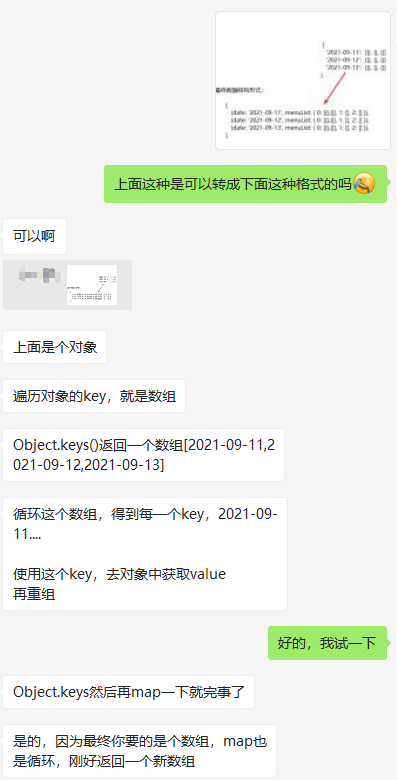 {
'2021-09-11': [[], [], []]
'2021-09-12': [[], [], []]
'2021-09-13': [[], [], []]
}
最终数据结构形式：
[
{date: '2021-09-11', menuList: { 0: [], 1: [], 2: [] }},
{date: '2021-09-12', menuList: { 0: [], 1: [], 2: [] }},
{date: '2021-09-13', menuList: { 0: [], 1: [], 2: [] }},
]
上面这种是可以转成下面这种格式的吗
可以啊
上面是个对象
遍历对象的key，就是数组
Object.keys()返回一个数组[2021-09-11,2
021-09-12,2021-09-13]
循环这个数组，得到每一个key，2021-09-
11....
使用这个key，去对象中获取value
再重组
好的，我试一下
Object.keys然后再map一下就完事了
是的，因为最终你要的是个数组，map也
是循环，刚好返回一个新数组